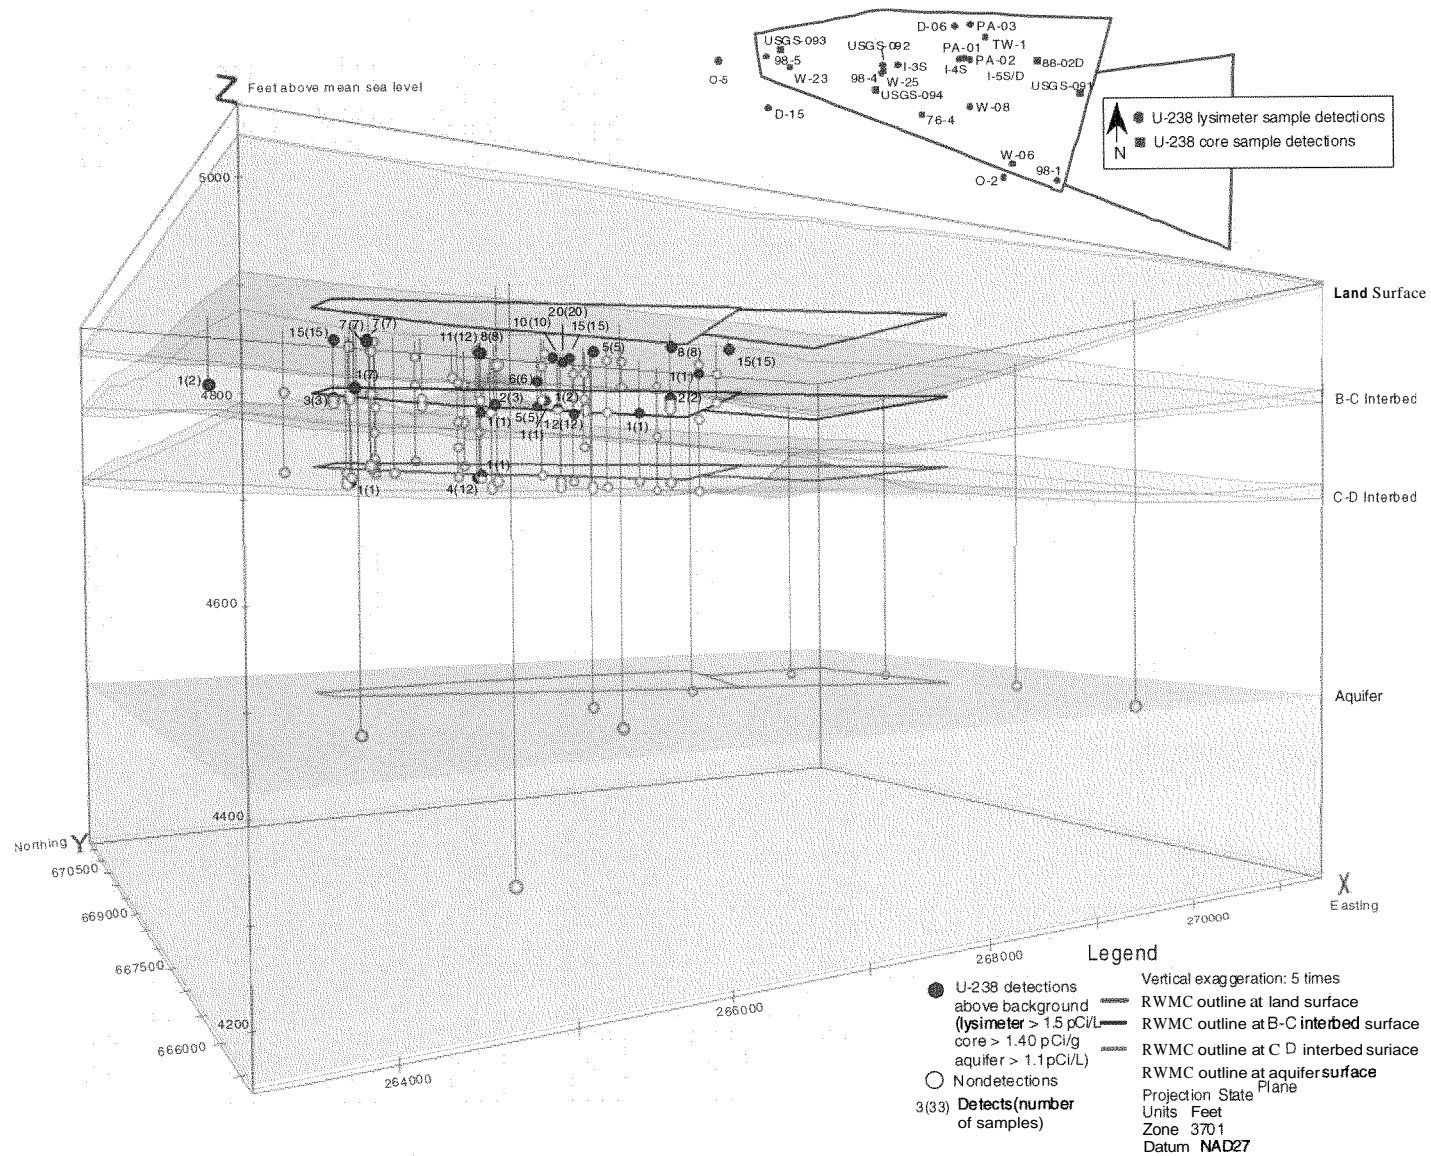 D-06
PA-03
TW-1
USGS-093
USGS-092
PA-01
PA-02
98-5
I-3S
I-4S
88-02D
O-5
W-23
98-4
W-25
I-5S/D
USGS-091
USGS-094
D-15
76-4
W-08
W-06
98-1
O-2
N
U-238 lysimeter sample detections
U-238 core sample detections
Z Feet above mean sea level
5000
Land Surface
20(20)
7(7)
7(7)
10(10)
15(15)
15(15)
11(12)
8(8)
5(5)
8(8)
15(15)
1(2)
1(7)
6(6)
1(1)
4800
3(3)
2(3)
1(2)
2(2)
B-C Interbed
1(1)
5(5)
12(12)
1(1)
1(1)
1(1)
1(1)
4(12)
C-D Interbed
4600
Aquifer
4400
Northing Y
670500
669000
667500
666000
4200
264000
266000
268000
270000
X
Easting
Legend
U-238 detections
above background
(lysimeter > 1.5 pCi/L
core > 1.40 pCi/g
aquifer > 1.1pCi/L)
Nondetections
3(33) Detects(number
of samples)
Vertical exaggeration: 5 times
RWMC outline at land surface
RWMC outline at B-C interbed surface
RWMC outline at C D interbed suriace
RWMC outline at aquifer surface
Projection State Plane
Units Feet
Zone 3701
Datum NAD27